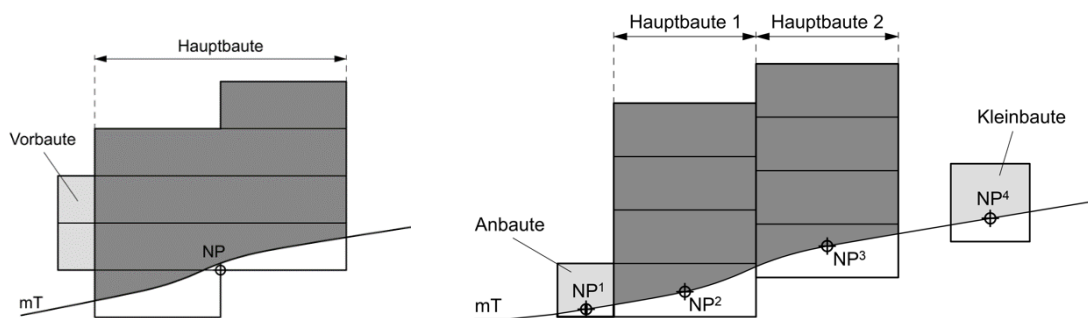 Hauptbaute
Vorbaute
NP
mT
Hauptbaute 1
Hauptbaute 2
Kleinbaute
NP⁴
Anbaute
NP³
NP¹
NP²
mT